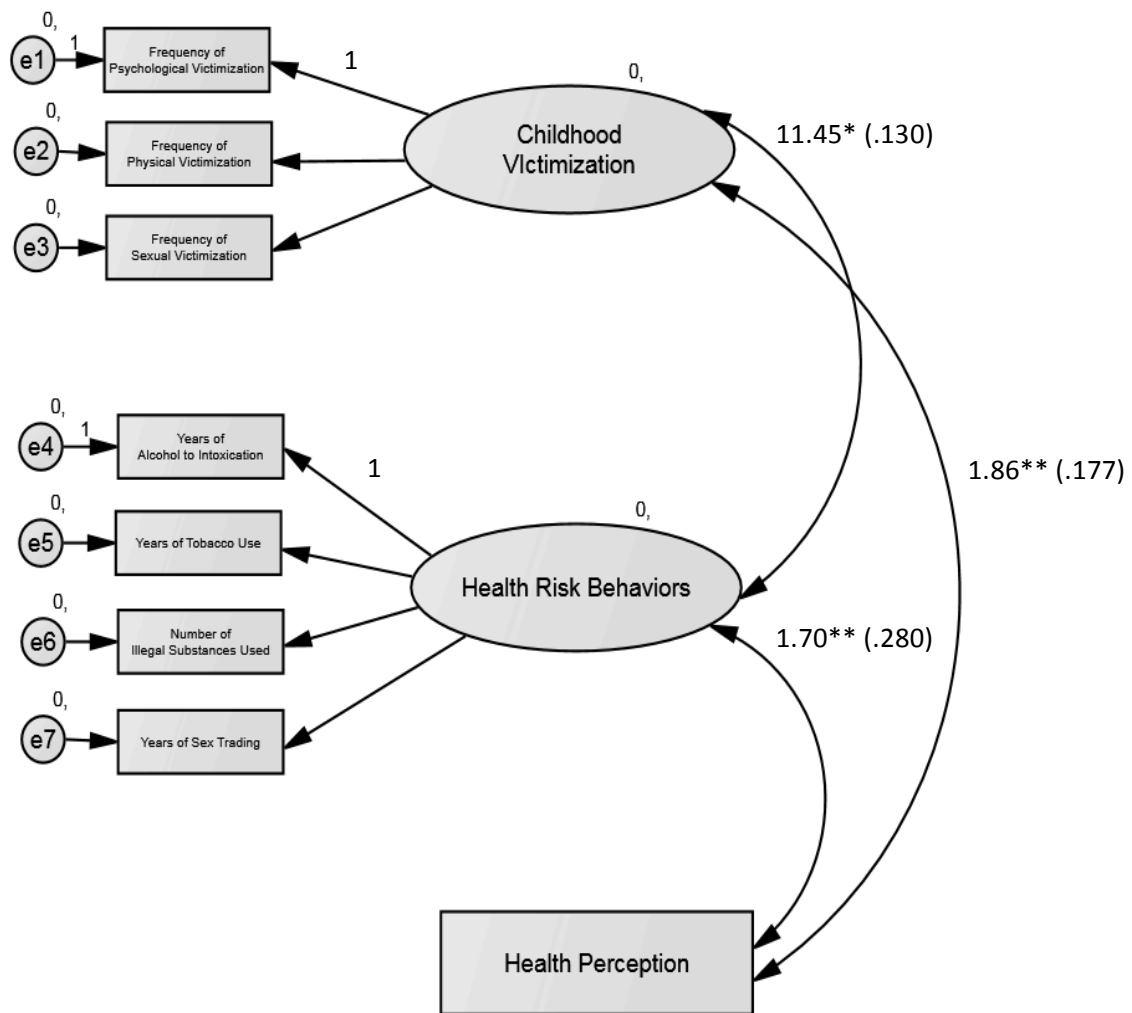 0,
e1
1
Frequency of
Psychological Victimization
1
0,
e2
Frequency of
Physical Victimization
0,
e3
Frequency of
Sexual Victimization
0,
Childhood
VIctimization
11.45* (.130)
1.86** (.177)
0,
e4
1
Years of
Alcohol to Intoxication
1
0,
e5
Years of Tobacco Use
0,
e6
Number of
Illegal Substances Used
0,
e7
Years of Sex Trading
0,
Health Risk Behaviors
1.70** (.280)
Health Perception